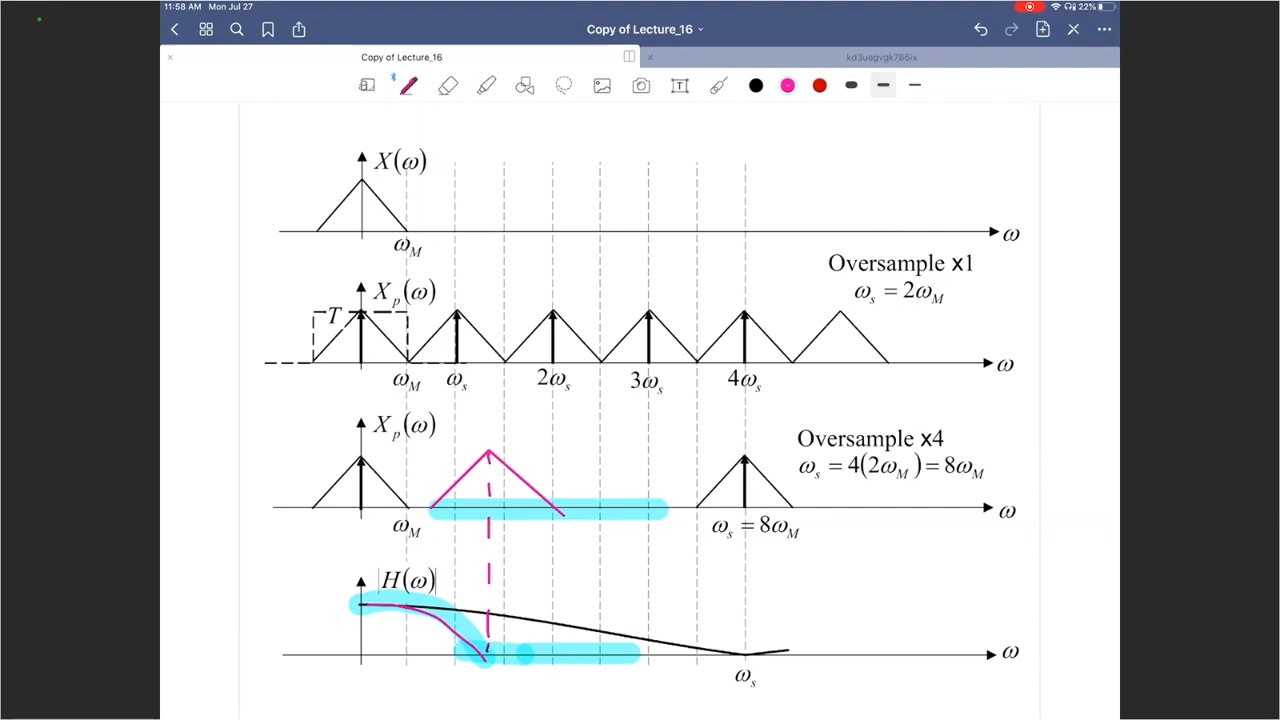 11:58 AM Mon Jul 27
22%
Copy of Lecture_16
Copy of Lecture_16
kd3uegvgk786ix
T
X(ω)
ω_M
ω
Oversample x1
ω_s = 2ω_M
X_p(ω)
T
ω_M
ω_s
2ω_s
3ω_s
4ω_s
ω
X_p(ω)
Oversample x4
ω_s = 4(2ω_M) = 8ω_M
ω_M
ω_s = 8ω_M
ω
|H(ω)|
ω
ω_s